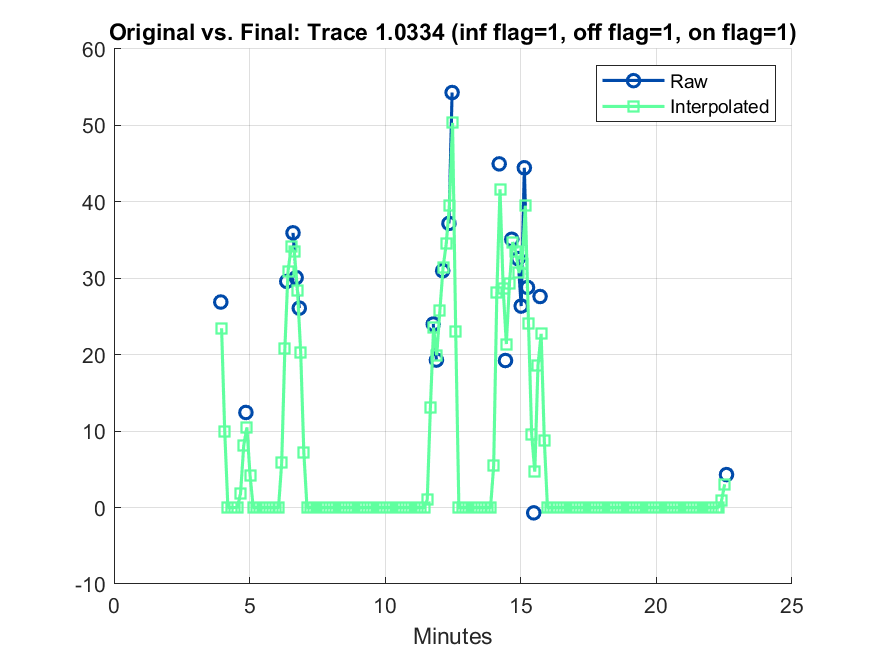 Original vs. Final: Trace 1.0334 (inf flag=1, off flag=1, on flag=1)
Raw
Interpolated
60
50
40
30
20
10
0
-10
0 5 10 15 20 25
Minutes